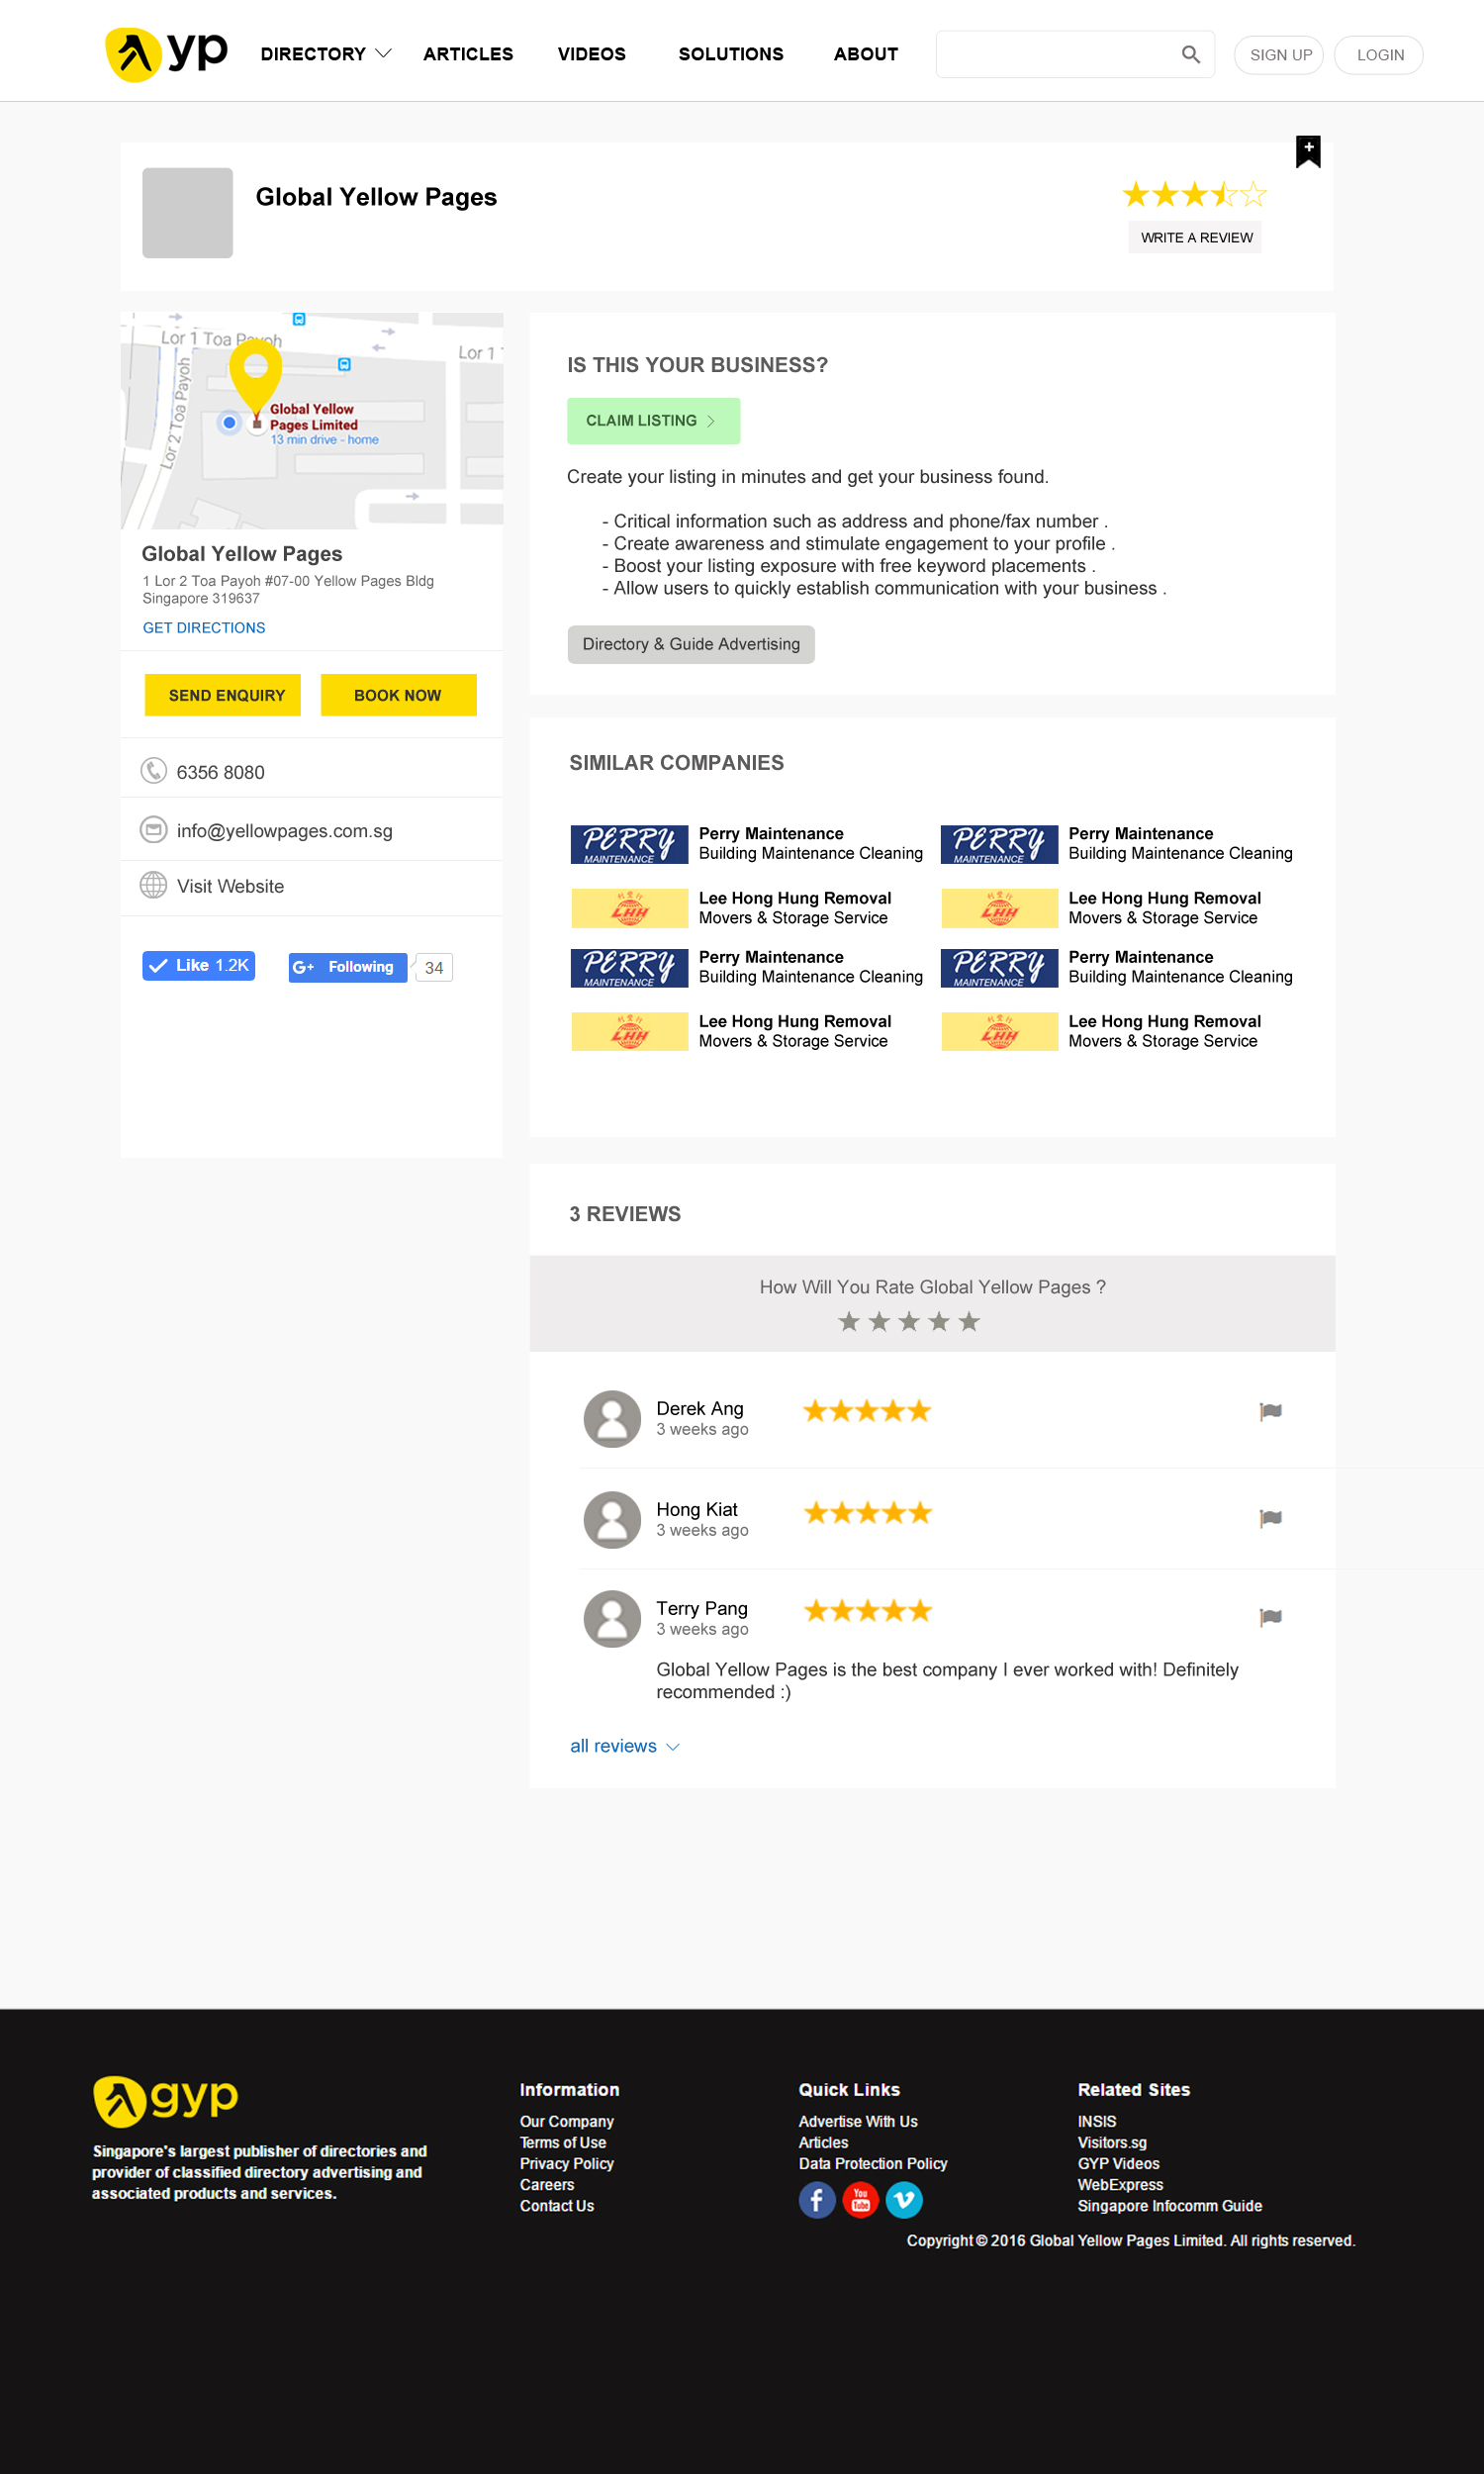 yp
DIRECTORY
ARTICLES
VIDEOS
SOLUTIONS
ABOUT
SIGN UP
LOGIN
Global Yellow Pages
WRITE A REVIEW
Lor 1 Toa Payoh
Lor 1 T
Lor 2 Toa Payoh
Global Yellow
Pages Limited
13 min drive - home
Global Yellow Pages
1 Lor 2 Toa Payoh #07-00 Yellow Pages Bldg
Singapore 319637
GET DIRECTIONS
SEND ENQUIRY
BOOK NOW
6356 8080
info@yellowpages.com.sg
Visit Website
Like 1.2K
G+ Following
34
IS THIS YOUR BUSINESS?
CLAIM LISTING
Create your listing in minutes and get your business found.
- Critical information such as address and phone/fax number .
- Create awareness and stimulate engagement to your profile .
- Boost your listing exposure with free keyword placements .
- Allow users to quickly establish communication with your business .
Directory & Guide Advertising
SIMILAR COMPANIES
PERRY
MAINTENANCE
Perry Maintenance
Building Maintenance Cleaning
PERRY
MAINTENANCE
Perry Maintenance
Building Maintenance Cleaning
LHH
Lee Hong Hung Removal
Movers & Storage Service
LHH
Lee Hong Hung Removal
Movers & Storage Service
PERRY
MAINTENANCE
Perry Maintenance
Building Maintenance Cleaning
PERRY
MAINTENANCE
Perry Maintenance
Building Maintenance Cleaning
LHH
Lee Hong Hung Removal
Movers & Storage Service
LHH
Lee Hong Hung Removal
Movers & Storage Service
3 REVIEWS
How Will You Rate Global Yellow Pages ?
Derek Ang
3 weeks ago
Hong Kiat
3 weeks ago
Terry Pang
3 weeks ago
Global Yellow Pages is the best company I ever worked with! Definitely
recommended :)
all reviews
gyp
Singapore's largest publisher of directories and
provider of classified directory advertising and
associated products and services.
Information
Our Company
Terms of Use
Privacy Policy
Careers
Contact Us
Quick Links
Advertise With Us
Articles
Data Protection Policy
f
You
Tube
v
Related Sites
INSIS
Visitors.sg
GYP Videos
WebExpress
Singapore Infocomm Guide
Copyright © 2016 Global Yellow Pages Limited. All rights reserved.